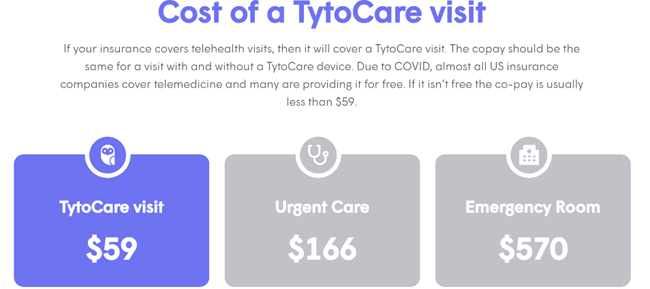 Cost of a TytoCare visit
If your insurance covers telehealth visits, then it will cover a TytoCare visit. The copay should be the
same for a visit with and without a TytoCare device. Due to COVID, almost all US insurance
companies cover telemedicine and many are providing it for free. If it isn't free the co-pay is usually
less than $59.
TytoCare visit
$59
Urgent Care
$166
Emergency Room
$570